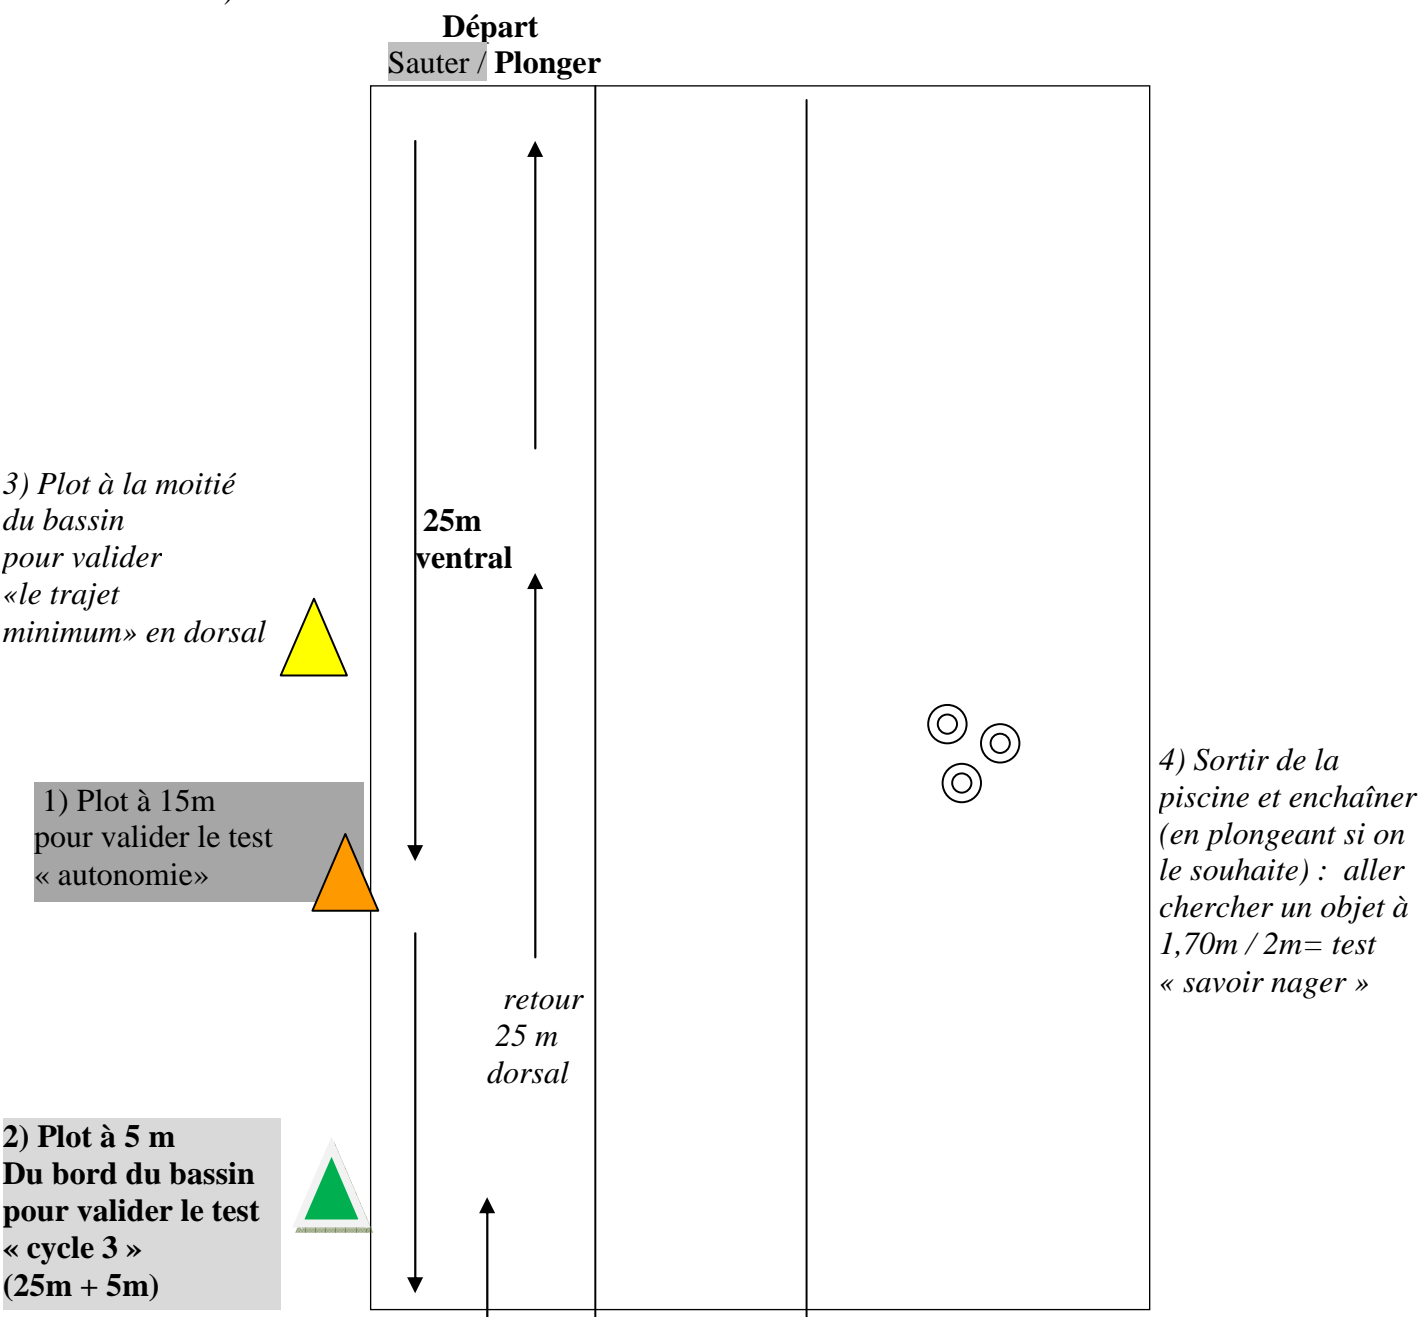 Départ
Sauter / Plonger
3) Plot à la moitié
du bassin
pour valider
«le trajet
minimum» en dorsal
25m
ventral
1) Plot à 15m
pour valider le test
« autonomie»
4) Sortir de la
piscine et enchaîner
(en plongeant si on
le souhaite) : aller
chercher un objet à
1,70m / 2m= test
« savoir nager »
retour
25 m
dorsal
2) Plot à 5 m
Du bord du bassin
pour valider le test
« cycle 3 »
(25m + 5m)